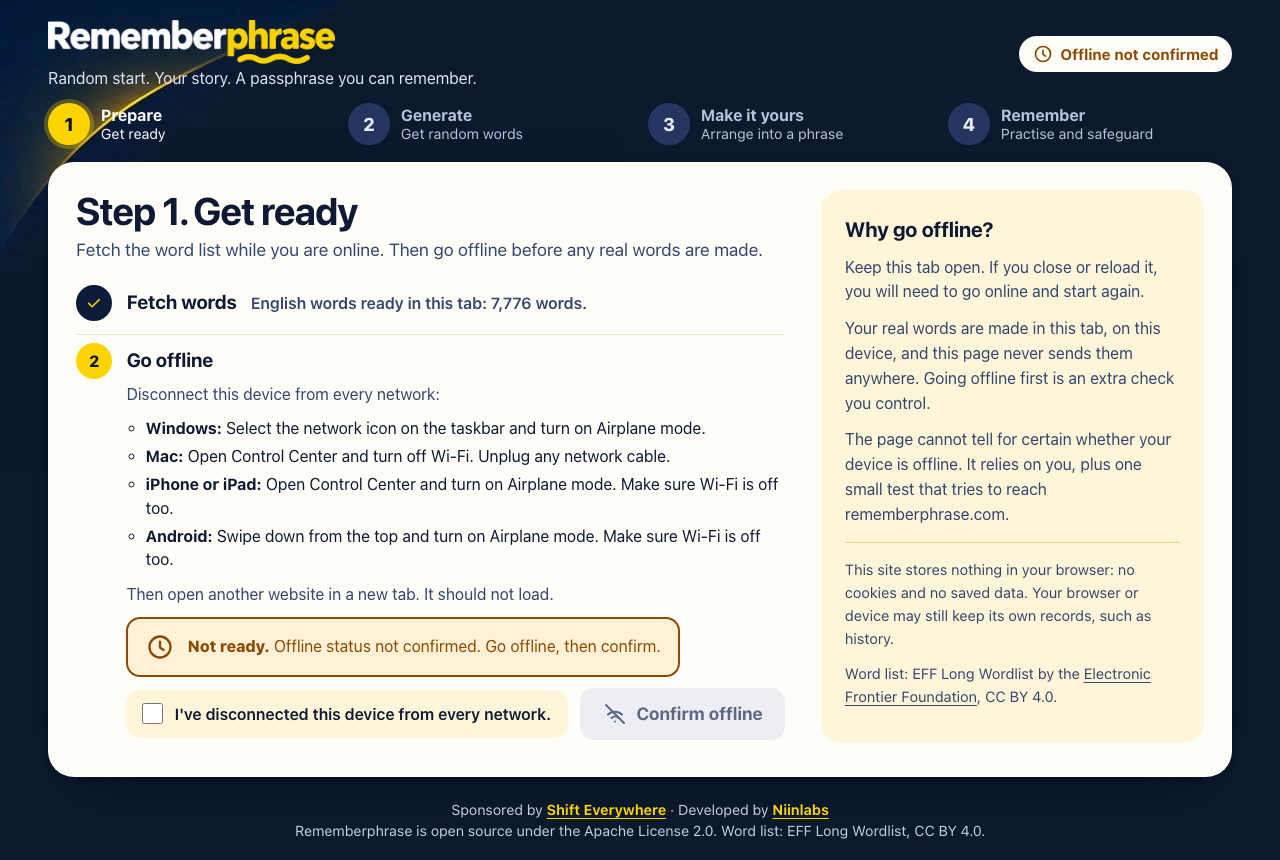 Rememberphrase
Random start. Your story. A passphrase you can remember.
Offline not confirmed
1
Prepare
Get ready
2
Generate
Get random words
3
Make it yours
Arrange into a phrase
4
Remember
Practise and safeguard
Step 1. Get ready
Fetch the word list while you are online. Then go offline before any real words are made.
Fetch words English words ready in this tab: 7,776 words.
2 Go offline
Disconnect this device from every network:
Windows: Select the network icon on the taskbar and turn on Airplane mode.
Mac: Open Control Center and turn off Wi-Fi. Unplug any network cable.
iPhone or iPad: Open Control Center and turn on Airplane mode. Make sure Wi-Fi is off
too.
Android: Swipe down from the top and turn on Airplane mode. Make sure Wi-Fi is off
too.
Then open another website in a new tab. It should not load.
Not ready. Offline status not confirmed. Go offline, then confirm.
I've disconnected this device from every network.
Confirm offline
Why go offline?
Keep this tab open. If you close or reload it,
you will need to go online and start again.
Your real words are made in this tab, on this
device, and this page never sends them
anywhere. Going offline first is an extra check
you control.
The page cannot tell for certain whether your
device is offline. It relies on you, plus one
small test that tries to reach
rememberphrase.com.
This site stores nothing in your browser: no
cookies and no saved data. Your browser or
device may still keep its own records, such as
history.
Word list: EFF Long Wordlist by the Electronic
Frontier Foundation, CC BY 4.0.
Sponsored by Shift Everywhere · Developed by Niinlabs
Rememberphrase is open source under the Apache License 2.0. Word list: EFF Long Wordlist, CC BY 4.0.